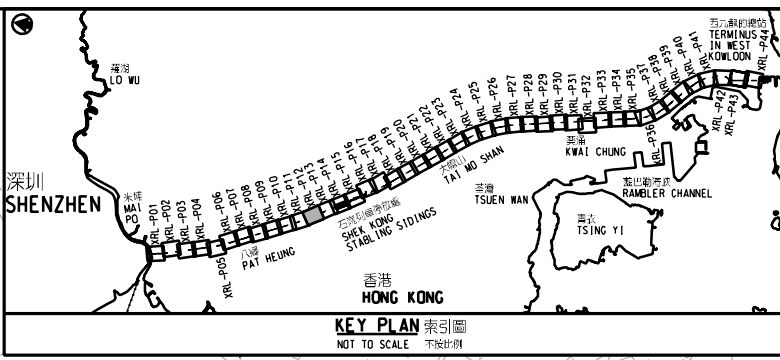 羅湖
LO WU
深圳
SHENZHEN
米埔
MAI
PO
XRL-P01
XRL-P02
XRL-P03
XRL-P04
XRL-P05
XRL-P06
XRL-P07
XRL-P08
XRL-P09
XRL-P10
XRL-P11
XRL-P12
XRL-P13
XRL-P14
XRL-P15
XRL-P16
XRL-P17
XRL-P18
XRL-P19
XRL-P20
XRL-P21
XRL-P22
XRL-P23
XRL-P24
XRL-P25
XRL-P26
XRL-P27
XRL-P28
XRL-P29
XRL-P30
XRL-P31
XRL-P32
XRL-P33
XRL-P34
XRL-P35
XRL-P36
XRL-P37
XRL-P38
XRL-P39
XRL-P40
XRL-P41
XRL-P42
XRL-P43
XRL-P44
西九龍的總站
TERMINUS
IN WEST
KOWLOON
八鄉
PAT HEUNG
SHEK KONG
STABLING SIDINGS
大帽山
TAI MO SHAN
葵涌
KWAI CHUNG
荃灣
TSUEN WAN
藍巴勒海峽
RAMBLER CHANNEL
青衣
TSING YI
香港
HONG KONG
KEY PLAN 索引圖
NOT TO SCALE 不按比例